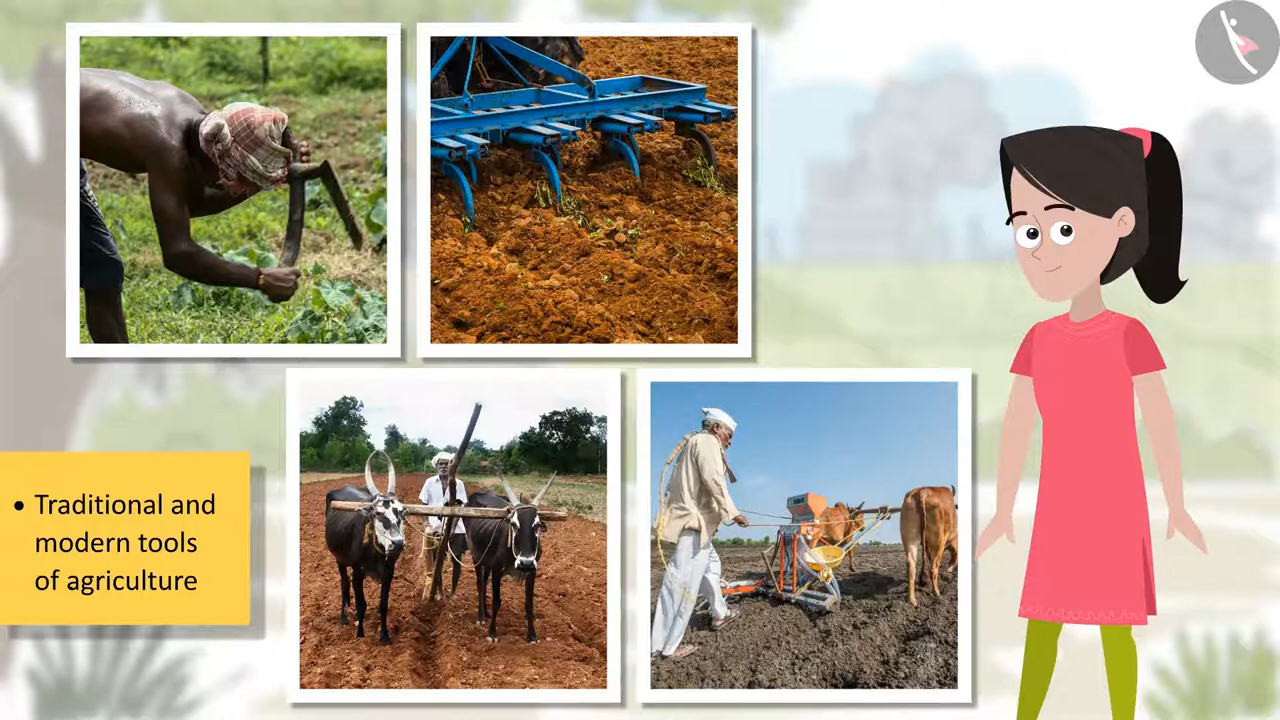 • Traditional and
modern tools
of agriculture